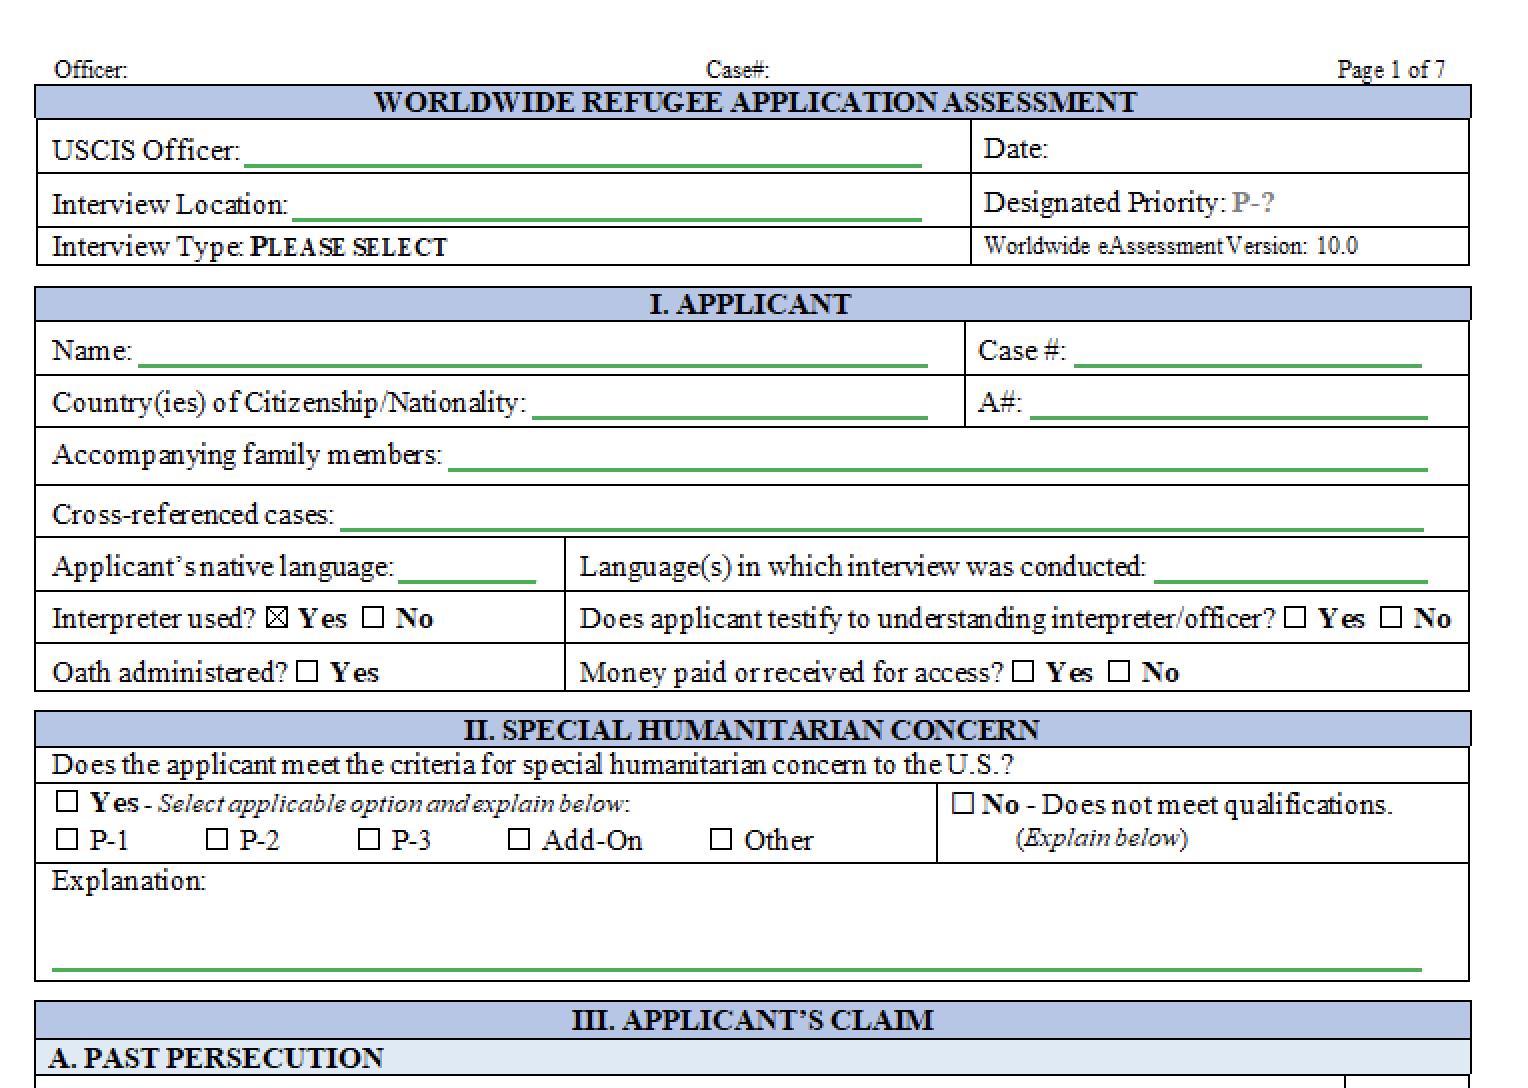 Officer: Case#: Page 1 of 7
WORLDWIDE REFUGEE APPLICATION ASSESSMENT
USCIS Officer: Date:
Interview Location: Designated Priority: P-?
Interview Type: PLEASE SELECT Worldwide eAssessment Version: 10.0
I. APPLICANT
Name: Case #:
Country(ies) of Citizenship/Nationality: A#:
Accompanying family members:
Cross-referenced cases:
Applicant’s native language: Language(s) in which interview was conducted:
Interpreter used? ☒ Yes ☐ No Does applicant testify to understanding interpreter/officer? ☐ Yes ☐ No
Oath administered? ☐ Yes Money paid or received for access? ☐ Yes ☐ No
II. SPECIAL HUMANITARIAN CONCERN
Does the applicant meet the criteria for special humanitarian concern to the U.S.?
☐ Yes - Select applicable option and explain below: ☐ No - Does not meet qualifications.
☐ P-1 ☐ P-2 ☐ P-3 ☐ Add-On ☐ Other (Explain below)
Explanation:
III. APPLICANT’S CLAIM
A. PAST PERSECUTION